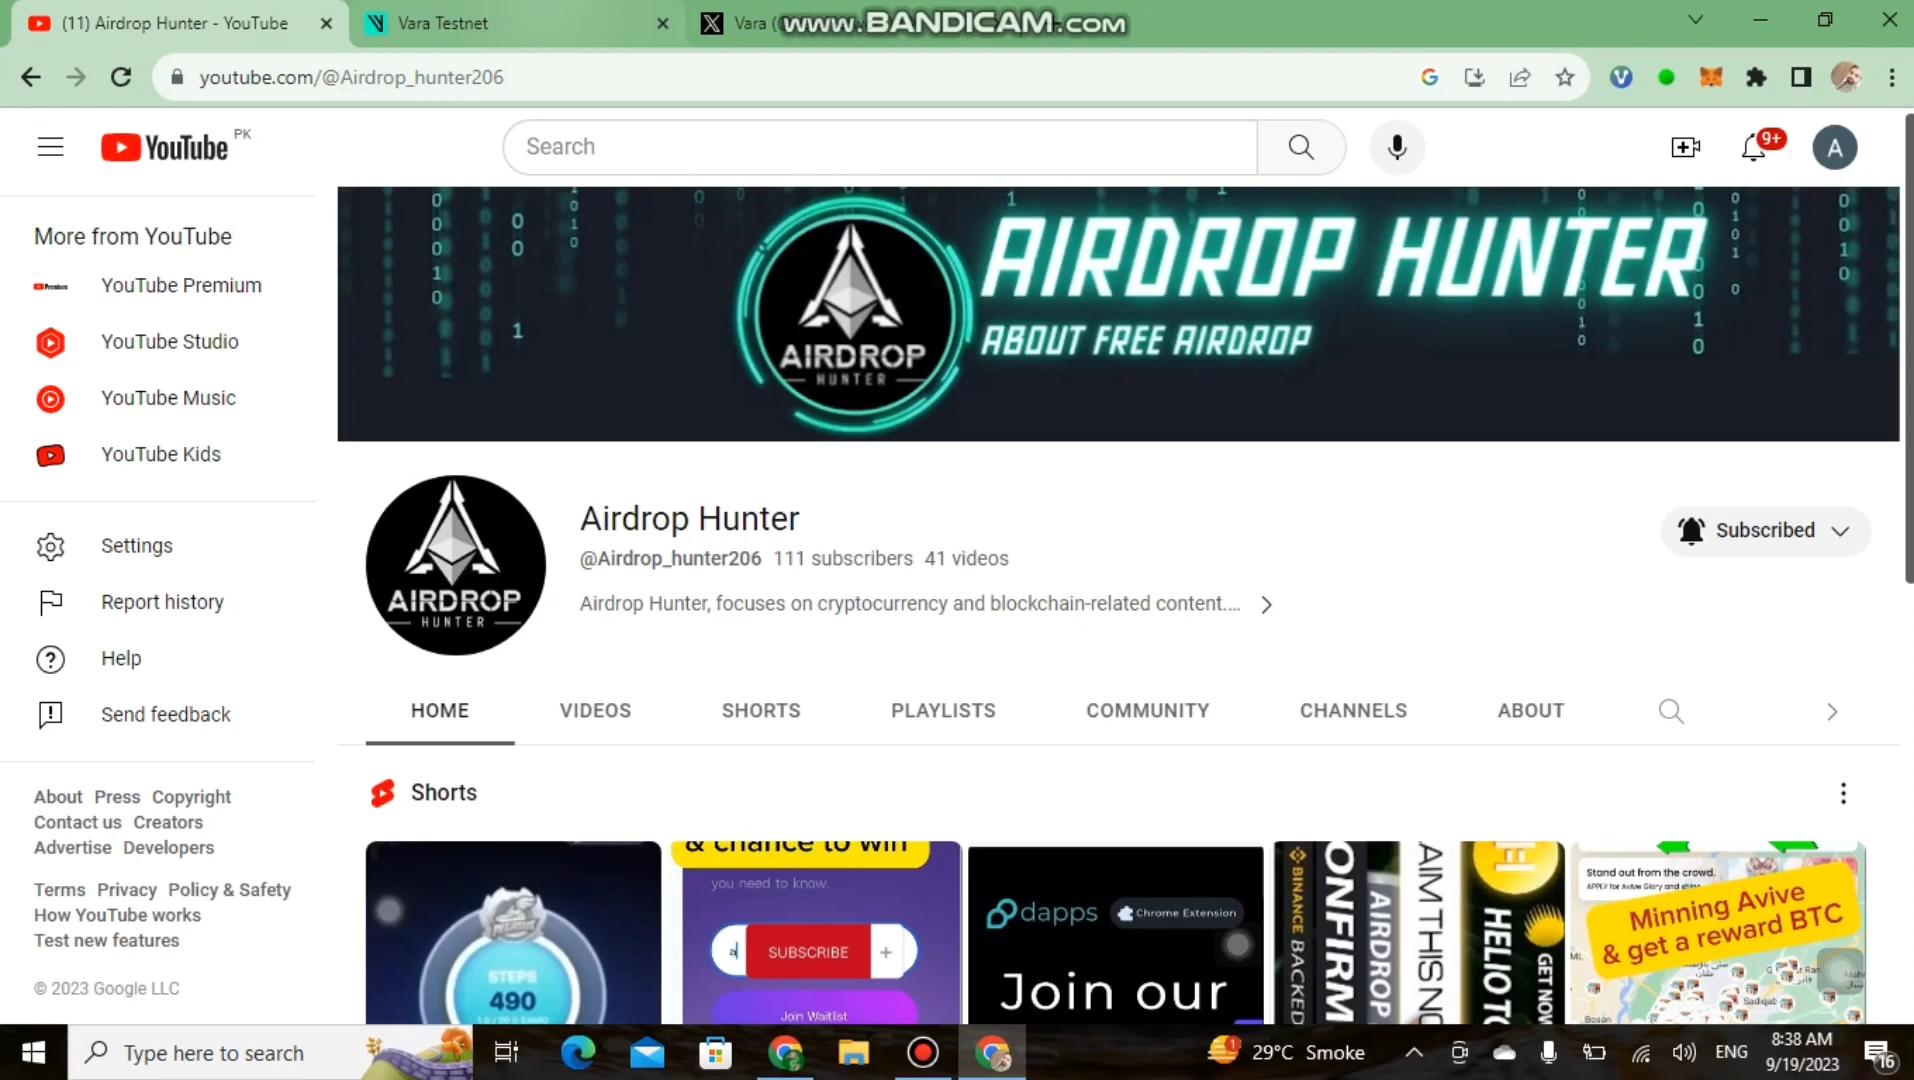 (11) Airdrop Hunter - YouTube
Vara Testnet
Vara (
www.BANDICAM.com
youtube.com/@Airdrop_hunter206
YouTube PK
Search
9+
A
More from YouTube
Premium
YouTube Premium
YouTube Studio
YouTube Music
YouTube Kids
Settings
Report history
Help
Send feedback
About Press Copyright
Contact us Creators
Advertise Developers
Terms Privacy Policy & Safety
How YouTube works
Test new features
© 2023 Google LLC
AIRDROP HUNTER
ABOUT FREE AIRDROP
AIRDROP
HUNTER
AIRDROP
HUNTER
Airdrop Hunter
@Airdrop_hunter206 111 subscribers 41 videos
Airdrop Hunter, focuses on cryptocurrency and blockchain-related content....
Subscribed
HOME VIDEOS SHORTS PLAYLISTS COMMUNITY CHANNELS ABOUT
Shorts
STEPS
490
& chance to win
you need to know.
a
SUBSCRIBE
+
Join Waitlist
dapps
Chrome Extension
Join our
BINANCE BACKED
ONFIRM
AIRDROP
AIM THIS NO
HELIO TO
GET NOW
Stand out from the crowd.
Minning Avive
& get a reward BTC
Type here to search
29°C Smoke
ENG
8:38 AM
9/19/2023
16